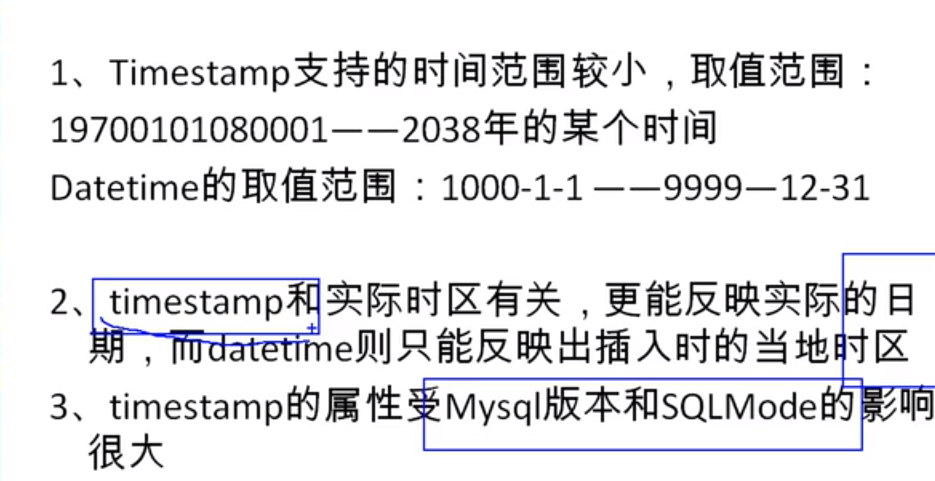 1、Timestamp支持的时间范围较小，取值范围：
19700101080001——2038年的某个时间
Datetime的取值范围：1000-1-1 ——9999—12-31
2、timestamp和实际时区有关，更能反映实际的日
期，而datetime则只能反映出插入时的当地时区
3、timestamp的属性受Mysql版本和SQLMode的影响
很大